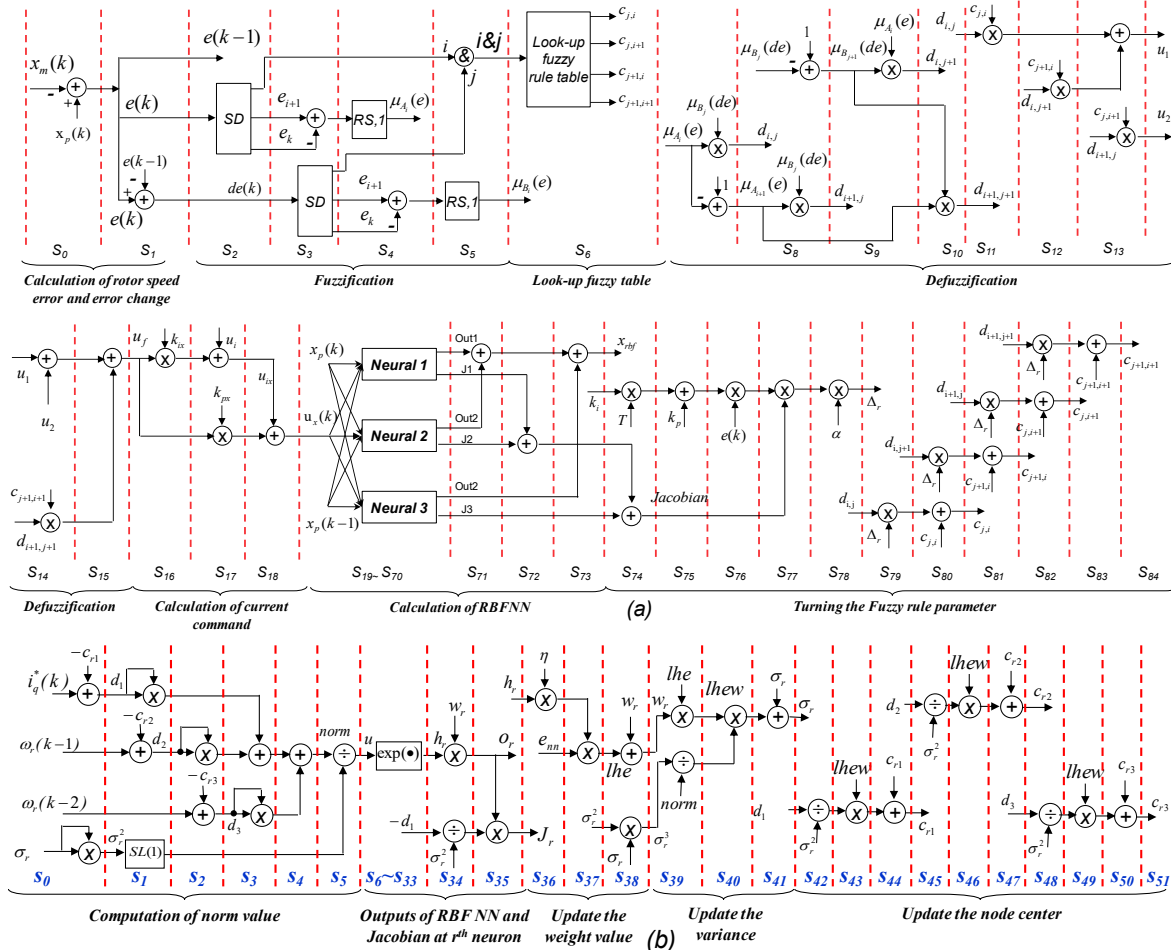 x_m(k)
x_p(k)
e(k-1)
e(k)
e(k-1)
e(k)
de(k)
SD
e_{i+1}
e_k
RS,1
μ_{A_i}(e)
SD
e_{i+1}
e_k
RS,1
μ_{B_i}(e)
i
&
i&j
j
Look-up
fuzzy
rule table
c_{j,i}
c_{j,i+1}
c_{j+1,i}
c_{j+1,i+1}
μ_{A_i}(e)
μ_{B_j}(de)
d_{i,j}
1
μ_{A_{i+1}}(e)
μ_{B_j}(de)
d_{i+1,j}
μ_{B_j}(de)
1
μ_{B_{j+1}}(de)
μ_{A_i}(e)
d_{i,j+1}
d_{i+1,j+1}
d_{i,j}
c_{j,i}
u_1
c_{j+1,i}
d_{i,j+1}
c_{j,i+1}
d_{i+1,j}
u_2
S_0 S_1 S_2 S_3 S_4 S_5 S_6 S_8 S_9 S_10 S_11 S_12 S_13
Calculation of rotor speed
error and error change
Fuzzification
Look-up fuzzy table
Defuzzification
u_1
u_2
c_{j+1,i+1}
d_{i+1,j+1}
u_f
k_{ix}
u_i
u_{ix}
k_{px}
x_p(k)
u_x(k)
x_p(k-1)
Neural 1
Neural 2
Neural 3
Out1
J1
Out2
J2
Out2
J3
x_{rbf}
Jacobian
k_i
T
k_p
e(k)
α
Δ_r
d_{i+1,j+1}
Δ_r
c_{j+1,i+1}
c_{j+1,i+1}
d_{i+1,j}
Δ_r
c_{j,i+1}
c_{j,i+1}
d_{i,j+1}
Δ_r
c_{j+1,i}
c_{j+1,i}
d_{i,j}
Δ_r
c_{j,i}
c_{j,i}
S_14 S_15 S_16 S_17 S_18 S_19~ S_70 S_71 S_72 S_73 S_74 S_75 S_76 S_77 S_78 S_79 S_80 S_81 S_82 S_83 S_84
Defuzzification
Calculation of current
command
Calculation of RBFNN
(a)
Turning the Fuzzy rule parameter
-c_{r1}
i_q^*(k)
d_1
-c_{r2}
ω_r(k-1)
d_2
-c_{r3}
ω_r(k-2)
d_3
σ_r
σ_r^2
SL(1)
norm
u
exp(•)
h_r
w_r
o_r
-d_1
σ_r^2
J_r
η
h_r
e_{nn}
lhe
w_r
w_r
σ_r^2
σ_r
σ_r^3
lhe
lhew
norm
σ_r
σ_r
d_1
σ_r^2
lhew
c_{r1}
c_{r1}
d_2
σ_r^2
lhew
c_{r2}
c_{r2}
d_3
σ_r^2
lhew
c_{r3}
c_{r3}
S_0 S_1 S_2 S_3 S_4 S_5 S_6~S_33 S_34 S_35 S_36 S_37 S_38 S_39 S_40 S_41 S_42 S_43 S_44 S_45 S_46 S_47 S_48 S_49 S_50 S_51
Computation of norm value
Outputs of RBF NN and
Jacobian at r^th neuron
Update the
weight value
(b)
Update the
variance
Update the node center